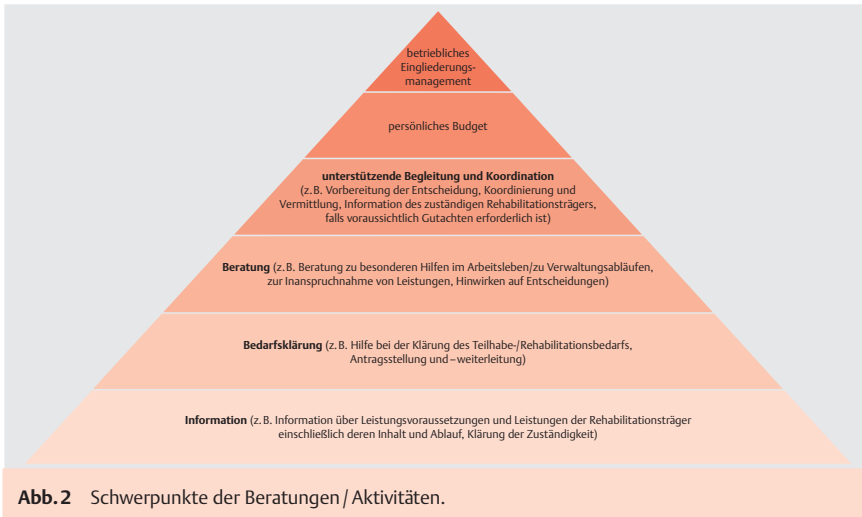 betriebliches
Eingliederungs-
management
persönliches Budget
unterstützende Begleitung und Koordination
(z.B. Vorbereitung der Entscheidung, Koordinierung und
Vermittlung, Information des zuständigen Rehabilitationsträgers,
falls voraussichtlich Gutachten erforderlich ist)
Beratung (z.B. Beratung zu besonderen Hilfen im Arbeitsleben/zu Verwaltungsabläufen,
zur Inanspruchnahme von Leistungen, Hinwirken auf Entscheidungen)
Bedarfsklärung (z.B. Hilfe bei der Klärung des Teilhabe-/Rehabilitationsbedarfs,
Antragsstellung und –weiterleitung)
Information (z.B. Information über Leistungsvoraussetzungen und Leistungen der Rehabilitationsträger
einschließlich deren Inhalt und Ablauf, Klärung der Zuständigkeit)
Abb. 2 Schwerpunkte der Beratungen / Aktivitäten.